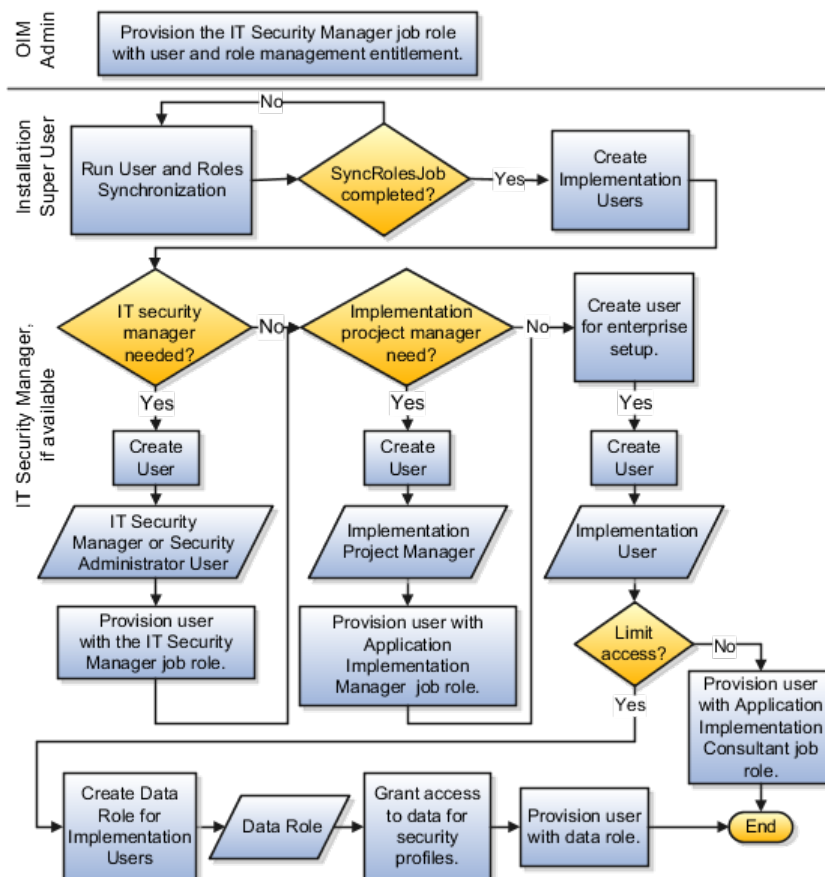 OIM
Admin
Provision the IT Security Manager job role
with user and role management entitlement.
Installation
Super User
No
Run User and Roles
Synchronization
SyncRolesJob
completed?
Yes
Create
Implementation
Users
IT Security Manager,
if available
IT security
manager
needed?
No
Implementation
procject manager
need?
No
Create user
for enterprise
setup.
Yes
Yes
Yes
Create
User
Create
User
Create
User
IT Security
Manager or Security
Administrator User
Implementation
Project Manager
Implementation
User
Provision user
with the IT Security
Manager job role.
Provision user with
Application
Implementation
Manager job role.
Limit
access?
No
Yes
Provision user
with Application
Implementation
Consultant job
role.
Create Data
Role for
Implementation
Users
Data Role
Grant access
to data for
security
profiles.
Provision user
with data role.
End